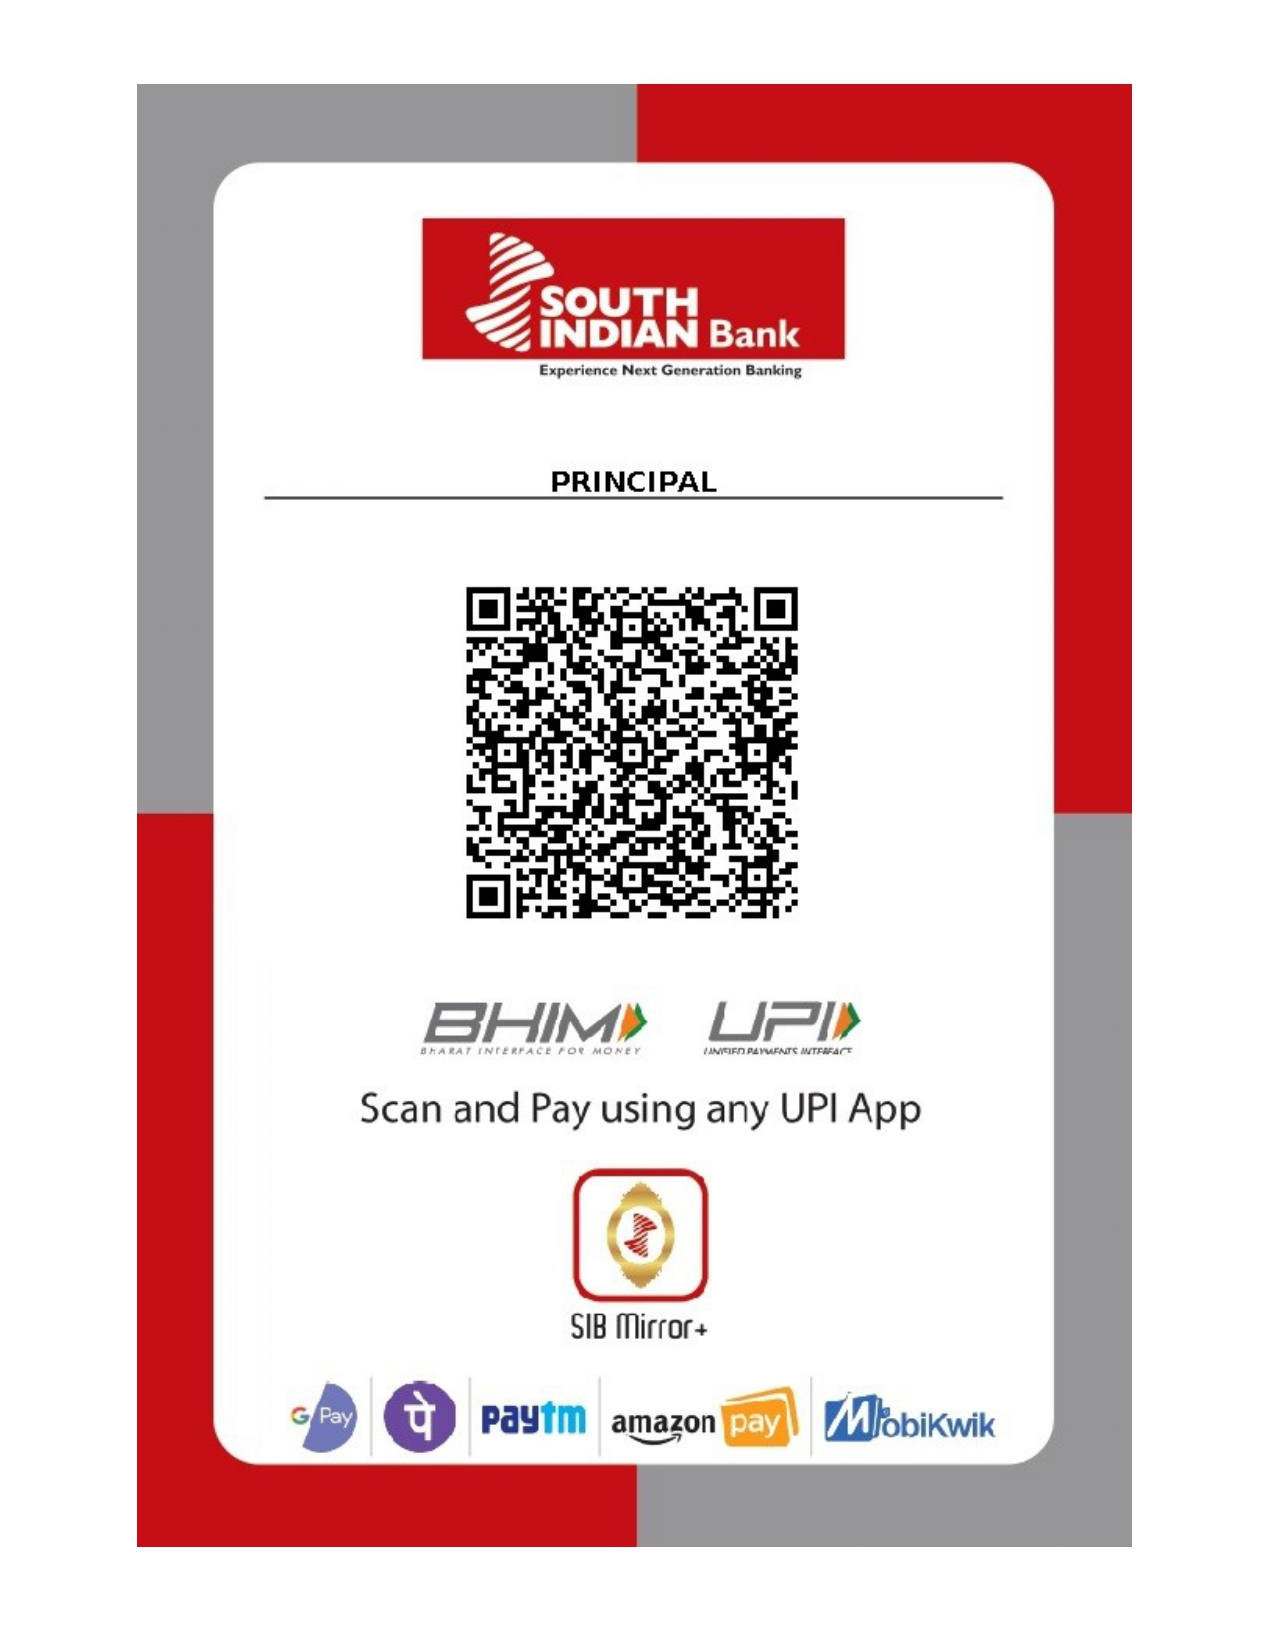 SOUTH
INDIAN Bank
Experience Next Generation Banking
PRINCIPAL
BHIM UPI
BHARAT INTERFACE FOR MONEY UNIFIED PAYMENTS INTERFACE
Scan and Pay using any UPI App
SIB Mirror+
G Pay पे paytm amazon pay MobiKwik